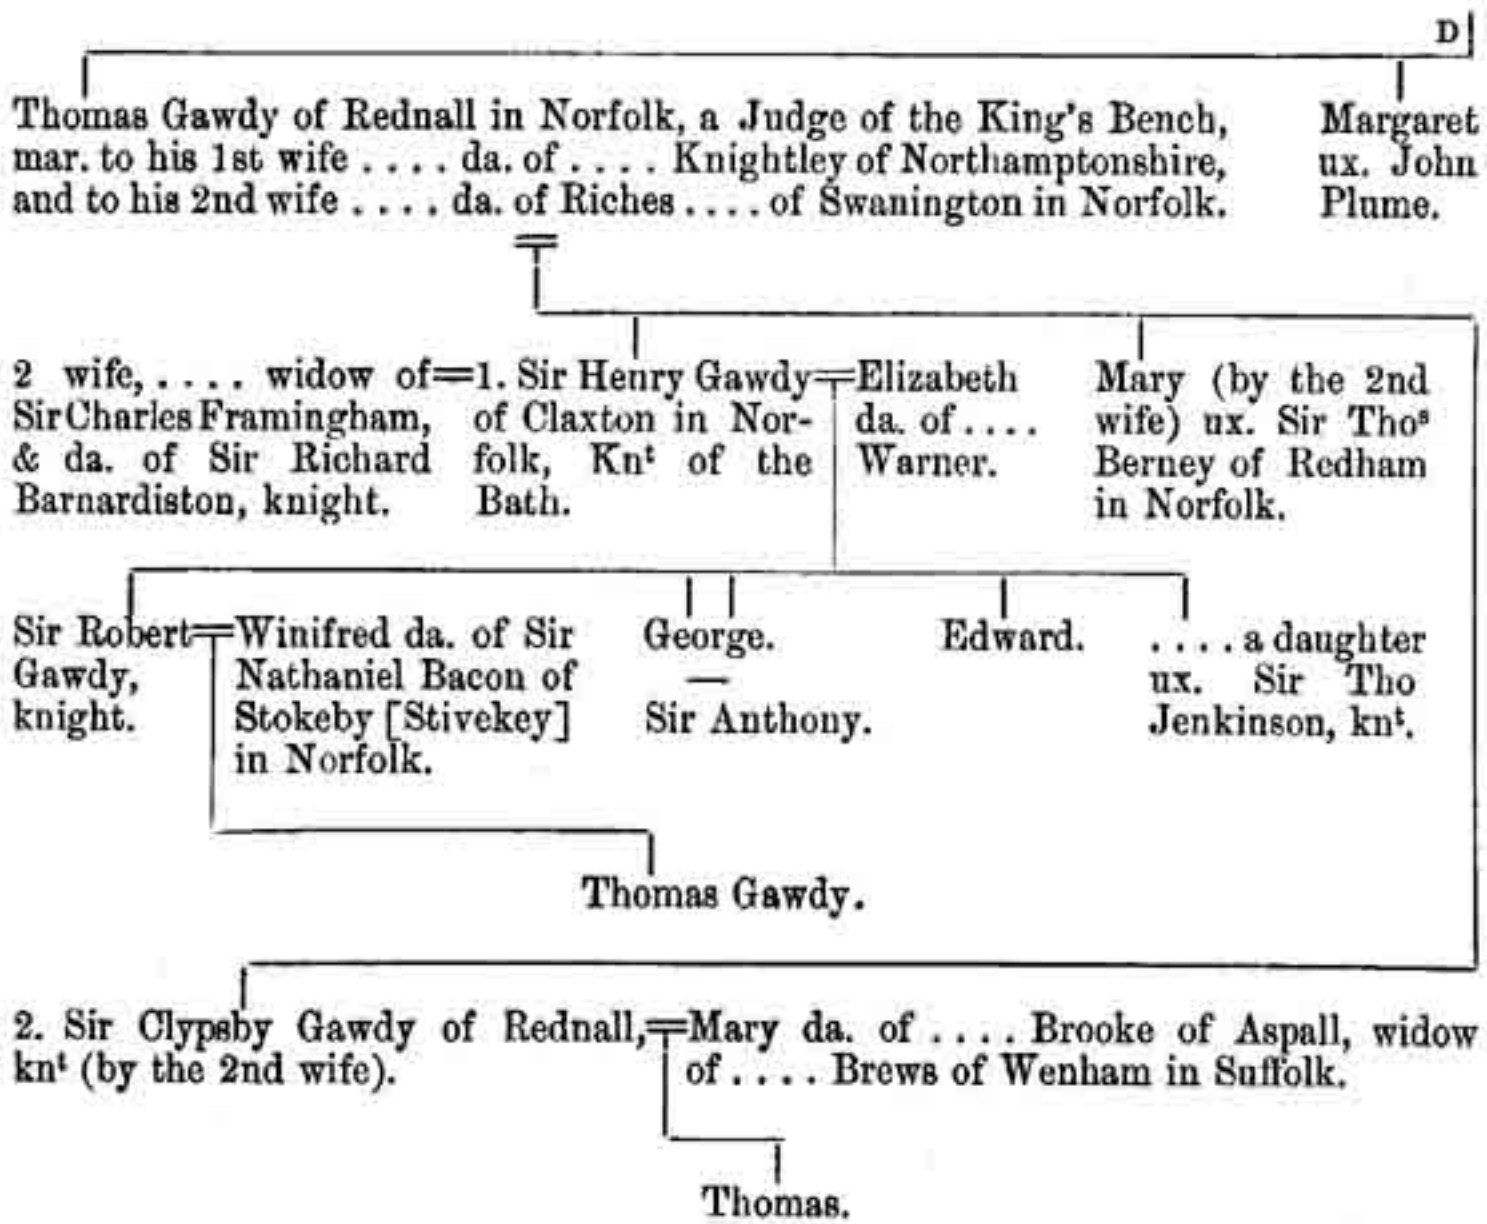 D
Thomas Gawdy of Rednall in Norfolk, a Judge of the King's Bench,
mar. to his 1st wife .... da. of .... Knightley of Northamptonshire,
and to his 2nd wife .... da. of Riches .... of Swanington in Norfolk.
Margaret
ux. John
Plume.
2 wife, .... widow of
Sir Charles Framingham,
& da. of Sir Richard
Barnardiston, knight.
1. Sir Henry Gawdy
of Claxton in Nor-
folk, Knᵗ of the
Bath.
Elizabeth
da. of ....
Warner.
Mary (by the 2nd
wife) ux. Sir Thoˢ
Berney of Redham
in Norfolk.
Sir Robert
Gawdy,
knight.
Winifred da. of Sir
Nathaniel Bacon of
Stokeby [Stivekey]
in Norfolk.
George.
—
Sir Anthony.
Edward.
.... a daughter
ux. Sir Tho
Jenkinson, knᵗ.
Thomas Gawdy.
2. Sir Clypsby Gawdy of Rednall,
knᵗ (by the 2nd wife).
Mary da. of .... Brooke of Aspall, widow
of .... Brews of Wenham in Suffolk.
Thomas.